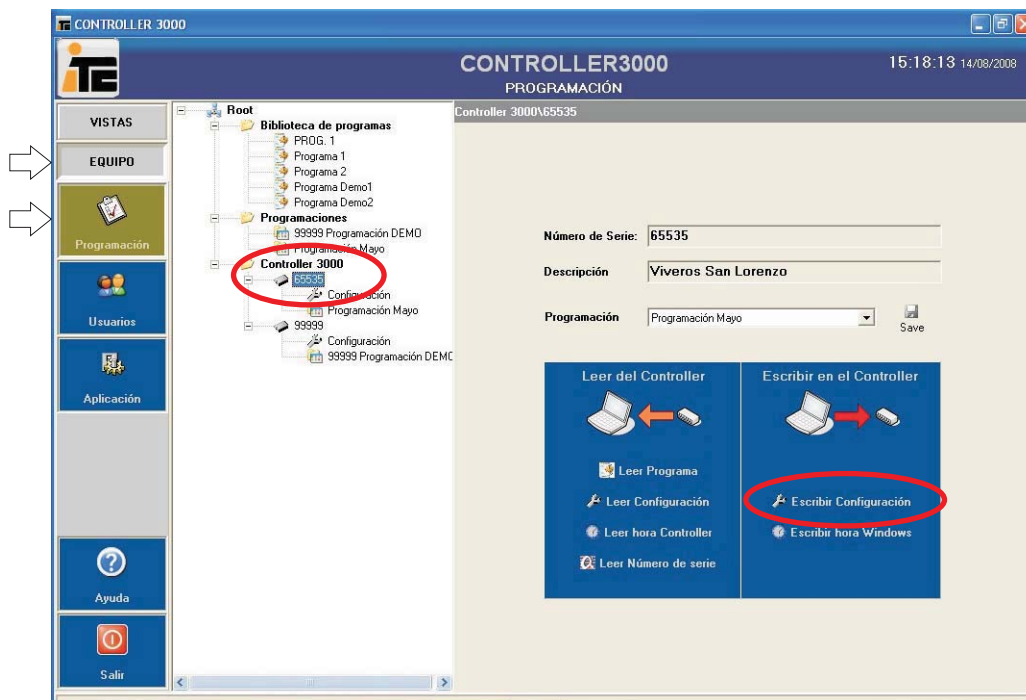 CONTROLLER 3000
iTC
CONTROLLER3000
PROGRAMACIÓN
15:18:13 14/08/2008
VISTAS
EQUIPO
Programación
Usuarios
Aplicación
Ayuda
Salir
Root
Biblioteca de programas
PROG. 1
Programa 1
Programa 2
Programa Demo1
Programa Demo2
Programaciones
99999 Programación DEMO
Programación Mayo
Controller 3000
65535
Configuración
Programación Mayo
99999
Configuración
99999 Programación DEMC
Controller 3000\65535
Número de Serie: 65535
Descripción Viveros San Lorenzo
Programación Programación Mayo Save
Leer del Controller
Leer Programa
Leer Configuración
Leer hora Controller
Leer Número de serie
Escribir en el Controller
Escribir Configuración
Escribir hora Windows